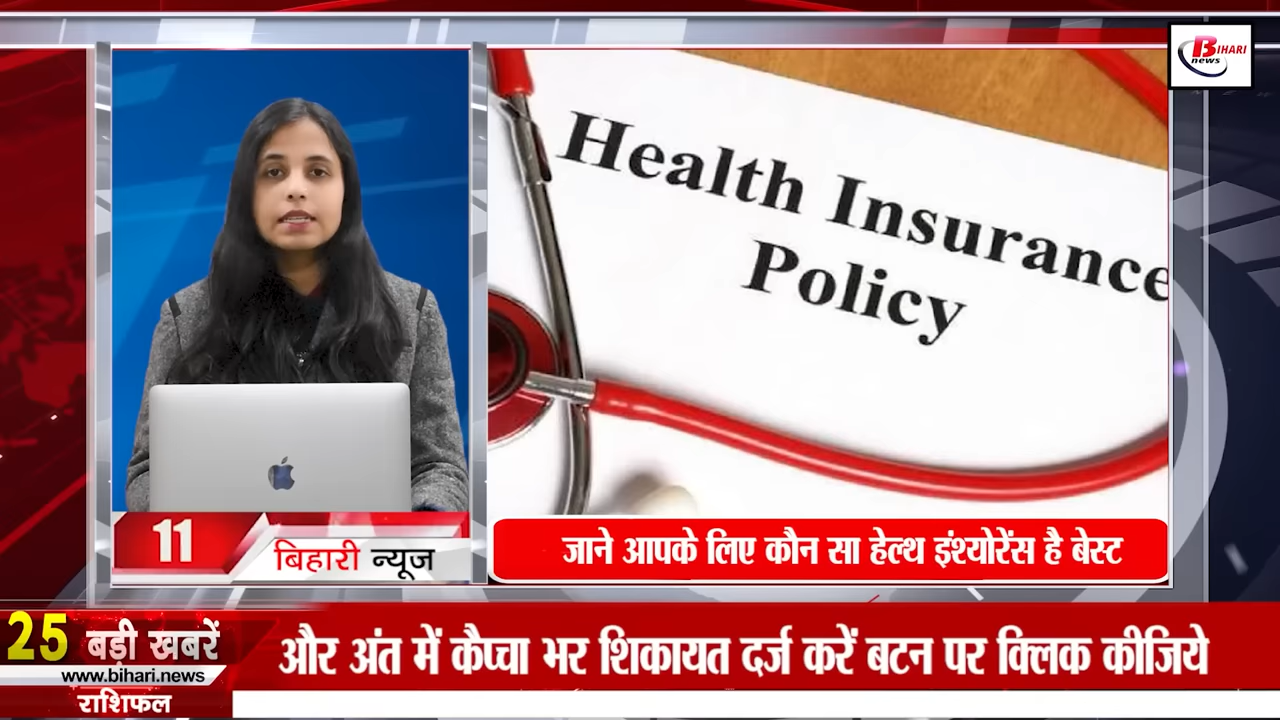 BIHARI
news
Health Insurance
Policy
11
बिहारी न्यूज
जाने आपके लिए कौन सा हेल्थ इंश्योरेंस है बेस्ट
25 बड़ी खबरें
www.bihari.news
राशिफल
और अंत में कैप्चा भर शिकायत दर्ज करें बटन पर क्लिक कीजिये